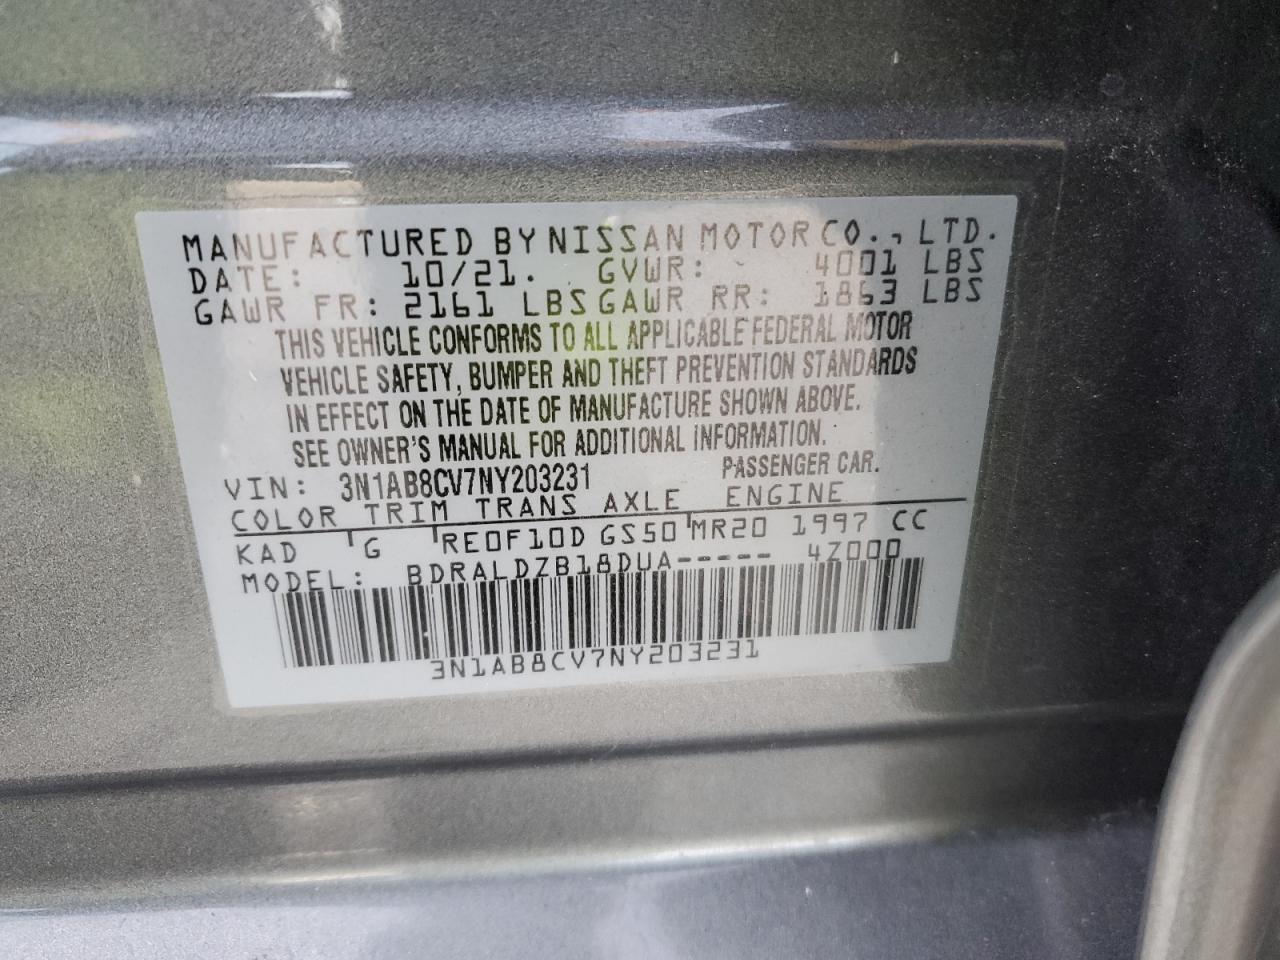 MANUFACTURED BY NISSAN MOTOR CO., LTD.
DATE: 10/21. GVWR: 4001 LBS
GAWR FR: 2161 LBS GAWR RR: 1863 LBS
THIS VEHICLE CONFORMS TO ALL APPLICABLE FEDERAL MOTOR
VEHICLE SAFETY, BUMPER AND THEFT PREVENTION STANDARDS
IN EFFECT ON THE DATE OF MANUFACTURE SHOWN ABOVE.
SEE OWNER'S MANUAL FOR ADDITIONAL INFORMATION.
VIN: 3N1AB8CV7NY203231 PASSENGER CAR.
COLOR TRIM TRANS AXLE ENGINE
KAD G RE0F10D GS50 MR20 1997 CC
MODEL: BDRALDZB18DUA----- 4Z000
3N1AB8CV7NY203231